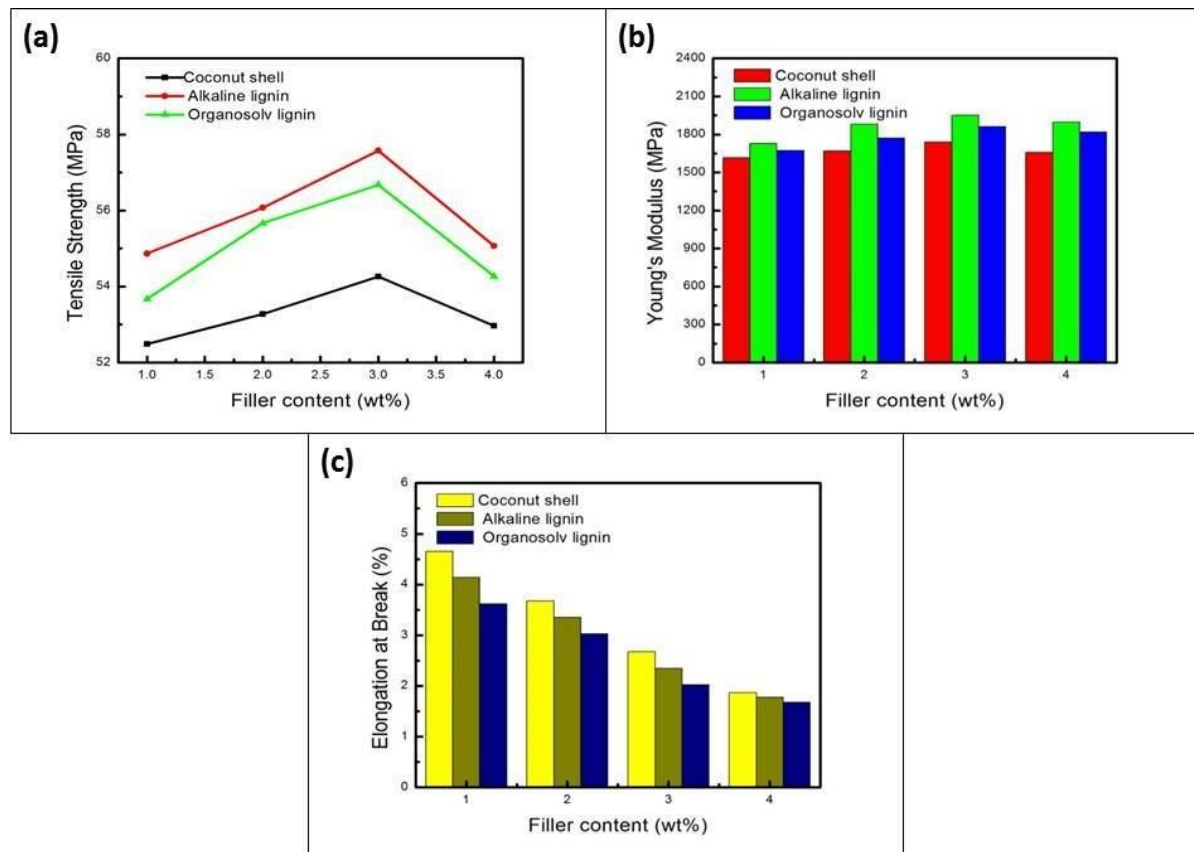 (a)
60
58
56
54
52
Tensile Strength (MPa)
Coconut shell
Alkaline lignin
Organosolv lignin
1.0 1.5 2.0 2.5 3.0 3.5 4.0
Filler content (wt%)
(b)
2400
2100
1800
1500
1200
900
600
300
0
Young's Modulus (MPa)
Coconut shell
Alkaline lignin
Organosolv lignin
1 2 3 4
Filler content (wt%)
(c)
6
5
4
3
2
1
0
Elongation at Break (%)
Coconut shell
Alkaline lignin
Organosolv lignin
1 2 3 4
Filler content (wt%)